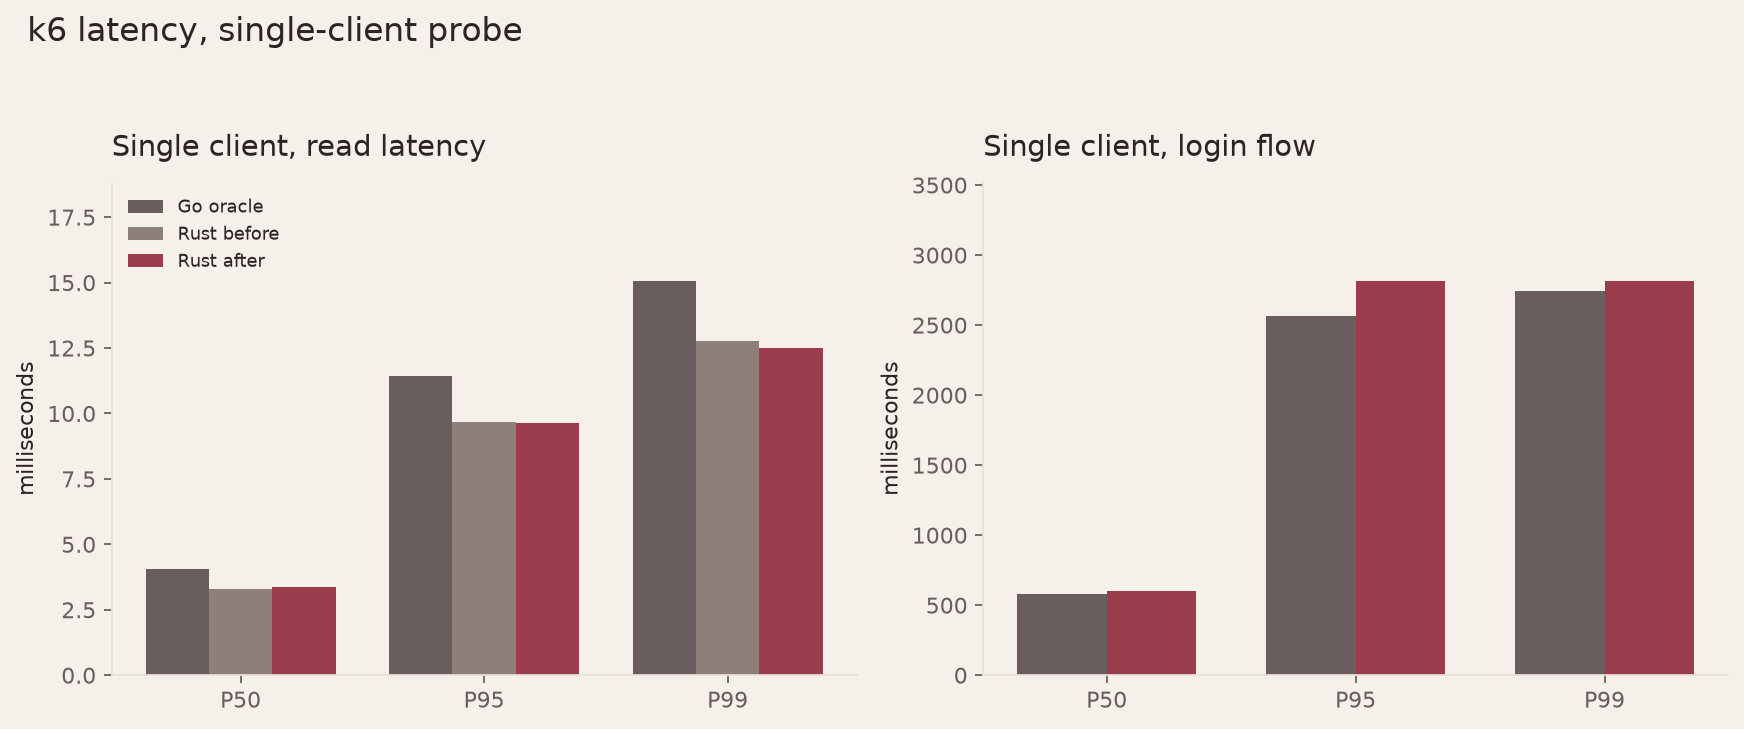 k6 latency, single-client probe
Single client, read latency
Go oracle
Rust before
Rust after
milliseconds
17.5
15.0
12.5
10.0
7.5
5.0
2.5
0.0
P50 P95 P99
Single client, login flow
milliseconds
3500
3000
2500
2000
1500
1000
500
0
P50 P95 P99